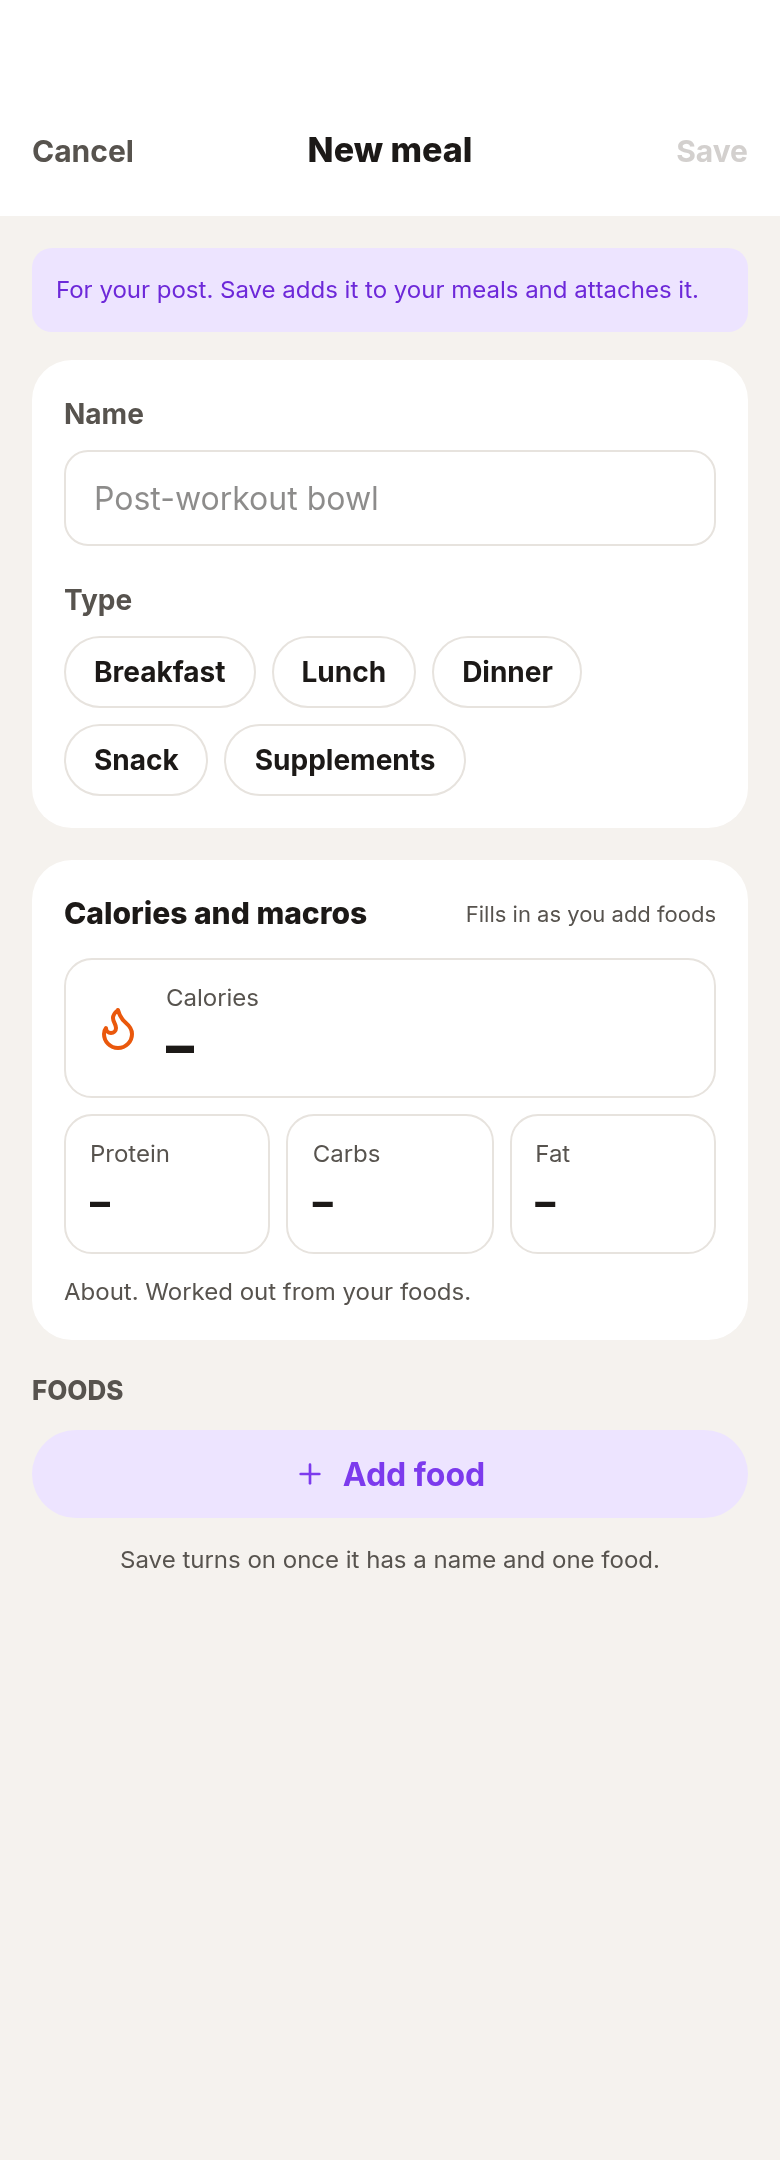 Cancel New meal Save
For your post. Save adds it to your meals and attaches it.
Name
Post-workout bowl
Type
Breakfast Lunch Dinner
Snack Supplements
Calories and macros Fills in as you add foods
Calories
–
Protein Carbs Fat
– – –
About. Worked out from your foods.
FOODS
+ Add food
Save turns on once it has a name and one food.